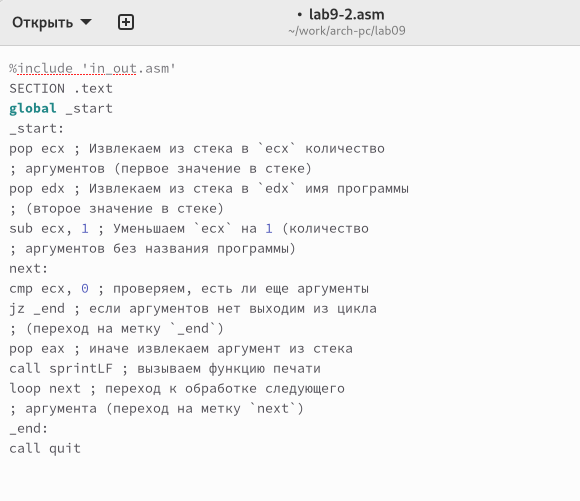 Открыть
• lab9-2.asm
~/work/arch-pc/lab09
%include 'in_out.asm'
SECTION .text
global _start
_start:
pop ecx ; Извлекаем из стека в `ecx` количество
; аргументов (первое значение в стеке)
pop edx ; Извлекаем из стека в `edx` имя программы
; (второе значение в стеке)
sub ecx, 1 ; Уменьшаем `ecx` на 1 (количество
; аргументов без названия программы)
next:
cmp ecx, 0 ; проверяем, есть ли еще аргументы
jz _end ; если аргументов нет выходим из цикла
; (переход на метку `_end`)
pop eax ; иначе извлекаем аргумент из стека
call sprintLF ; вызываем функцию печати
loop next ; переход к обработке следующего
; аргумента (переход на метку `next`)
_end:
call quit